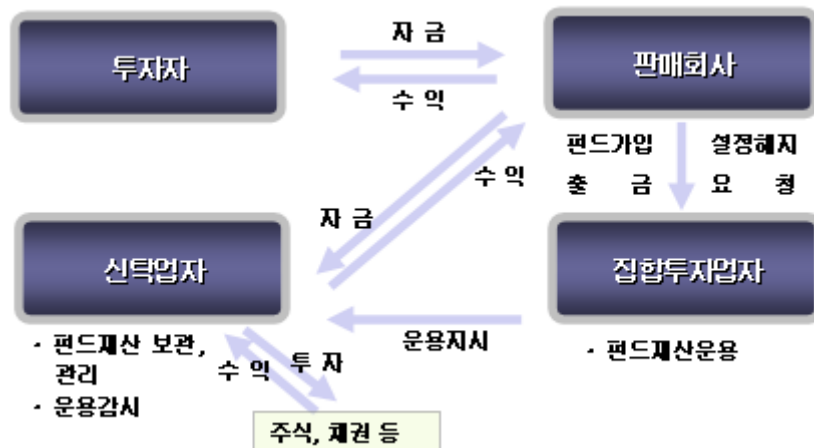 투자자
자 금
수 익
판매회사
펀드가입 설정해지
출 금 요 청
수 익
자 금
신탁업자
집합투자업자
· 펀드재산 보관,
관리
· 운용감시
운용지시
· 펀드재산운용
수 익
투 자
주식, 채권 등